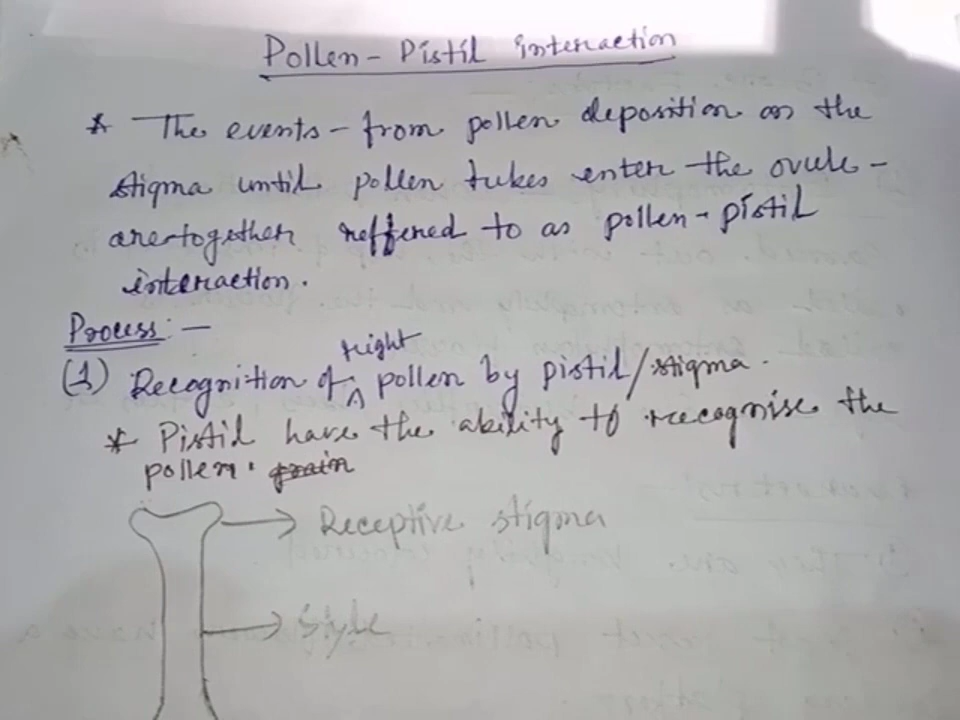 Pollen - Pistil interaction
* The events - from pollen deposition on the
stigma until pollen tubes enter the ovule -
are together reffered to as pollen - pistil
interaction.
Process : -
right
(1) Recognition of ^ pollen by pistil/stigma.
* Pistil have the ability to recognise the
pollen. grain
Receptive stigma
Style